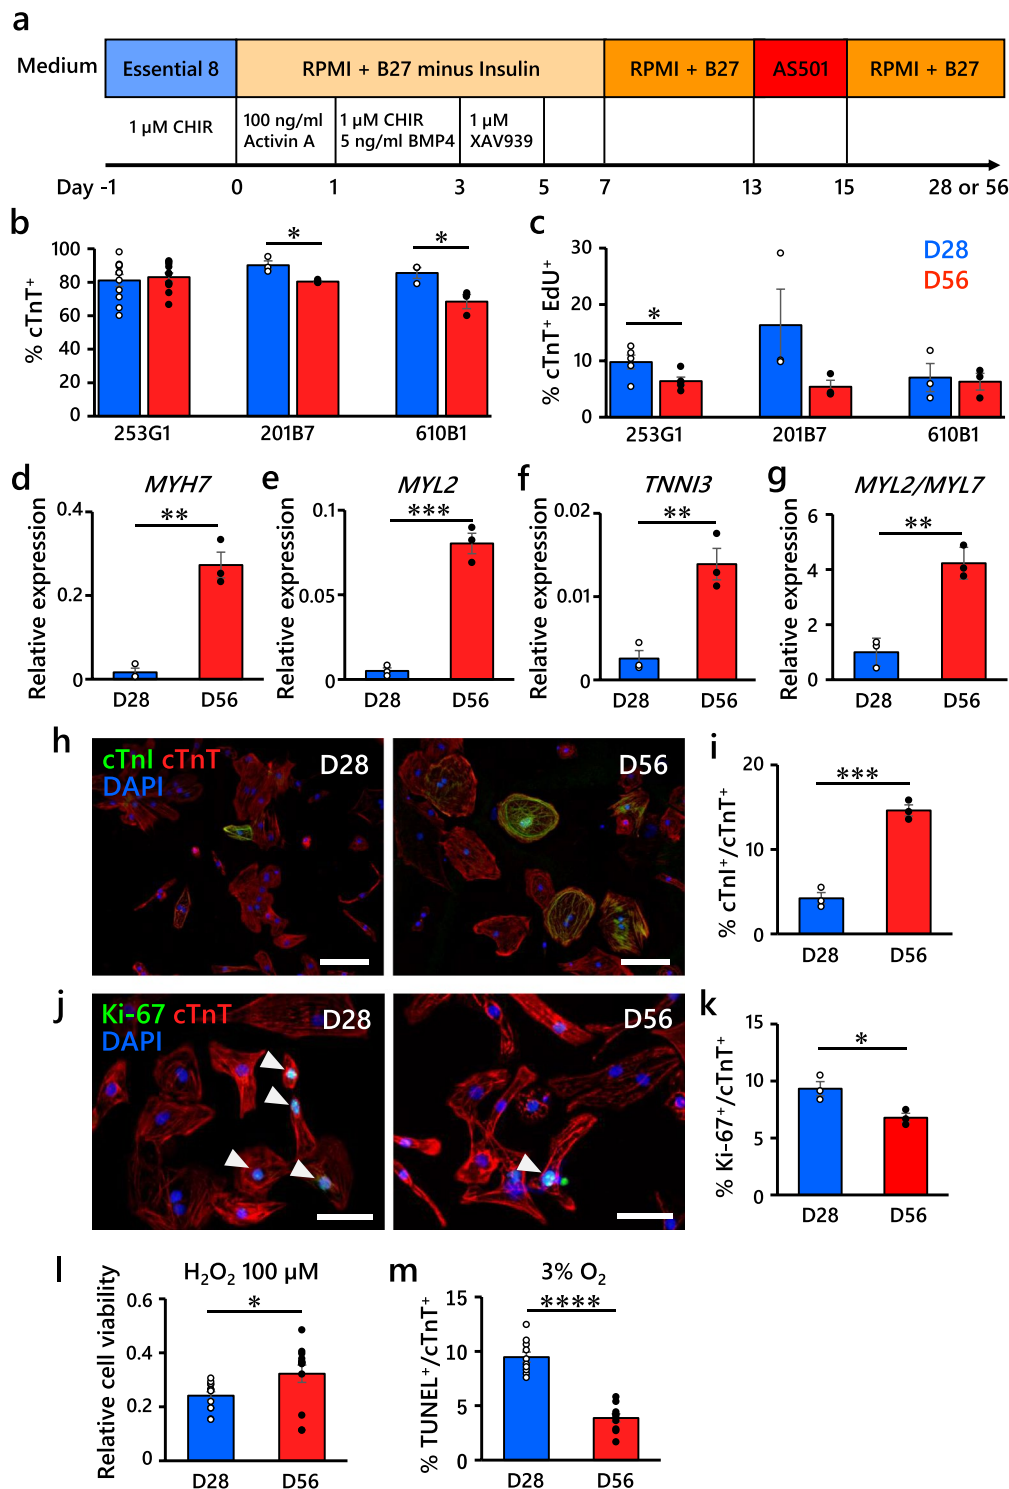 a
Medium
Essential 8
RPMI + B27 minus Insulin
RPMI + B27
AS501
RPMI + B27
1 μM CHIR
100 ng/ml
Activin A
1 μM CHIR
5 ng/ml BMP4
1 μM
XAV939
Day -1 0 1 3 5 7 13 15 28 or 56
b
% cTnT⁺
100
80
60
40
20
0
*
*
253G1 201B7 610B1
c
% cTnT⁺ EdU⁺
30
20
10
0
D28
D56
*
253G1 201B7 610B1
d
MYH7
Relative expression
0.4
0.2
0
**
D28 D56
e
MYL2
Relative expression
0.1
0.05
0
***
D28 D56
f
TNNI3
Relative expression
0.02
0.01
0
**
D28 D56
g
MYL2/MYL7
Relative expression
6
4
2
0
**
D28 D56
h
cTnI cTnT
DAPI
D28
D56
i
% cTnI⁺/cTnT⁺
20
10
0
***
D28 D56
j
Ki-67 cTnT
DAPI
D28
D56
k
% Ki-67⁺/cTnT⁺
15
10
5
0
*
D28 D56
l
H₂O₂ 100 μM
Relative cell viability
0.6
0.4
0.2
0
*
D28 D56
m
3% O₂
% TUNEL⁺/cTnT⁺
15
10
5
0
****
D28 D56